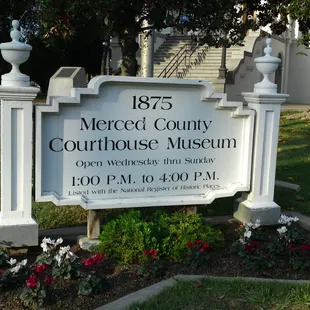 1875
Merced County
Courthouse Museum
Open Wednesday thru Sunday
1:00 P.M. to 4:00 P.M.
Listed with the National Register of Historic Places